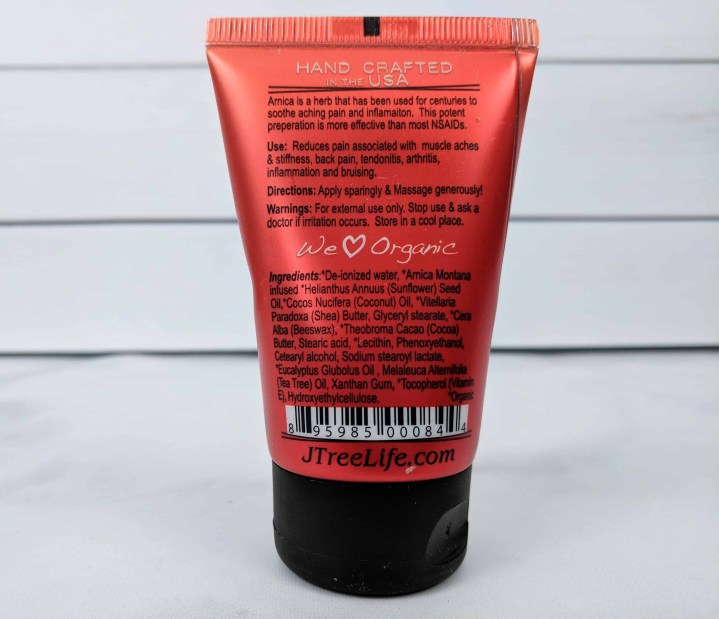 HAND CRAFTED
IN THE USA
Arnica is a herb that has been used for centuries to
soothe aching pain and inflamaiton. This potent
preperation is more effective than most NSAIDs.
Use: Reduces pain associated with muscle aches
& stiffness, back pain, tendonitis, arthritis,
inflammation and bruising.
Directions: Apply sparingly & Massage generously!
Warnings: For external use only. Stop use & ask a
doctor if irritation occurs. Store in a cool place.
We ♡ Organic
Ingredients:*De-ionized water, *Arnica Montana
infused *Helianthus Annuus (Sunflower) Seed
Oil,*Cocos Nucifera (Coconut) Oil, *Vitellaria
Paradoxa (Shea) Butter, Glyceryl stearate, *Cera
Alba (Beeswax), *Theobroma Cacao (Cocoa)
Butter, Stearic acid, *Lecithin, Phenoxyethanol,
Cetearyl alcohol, Sodium stearoyl lactate,
*Eucalyptus Globulus Oil , Melaleuca Alternifolia
(Tea Tree) Oil, Xanthan Gum, *Tocopherol (Vitamin
E), Hydroxyethylcellulose. *Organic
8 95985 00084 4
JTreeLife.com